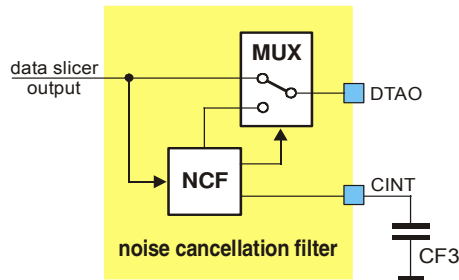 MUX
data slicer
output
DTAO
NCF
CINT
noise cancellation filter
CF3